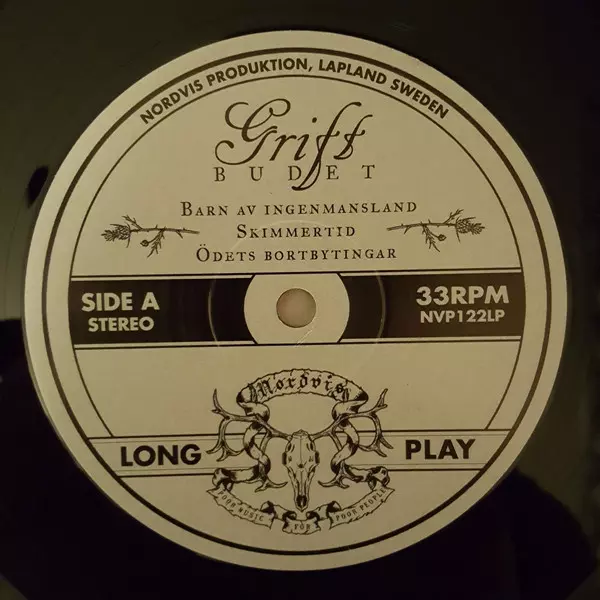 NORDVIS PRODUKTION, LAPLAND SWEDEN
Grift
BUDET
BARN AV INGENMANSLAND
SKIMMERTID
ÖDETS BORTBYTINGAR
SIDE A
STEREO
33RPM
NVP122LP
Nordvis
LONG PLAY
POOR MUSIC FOR POOR PEOPLE